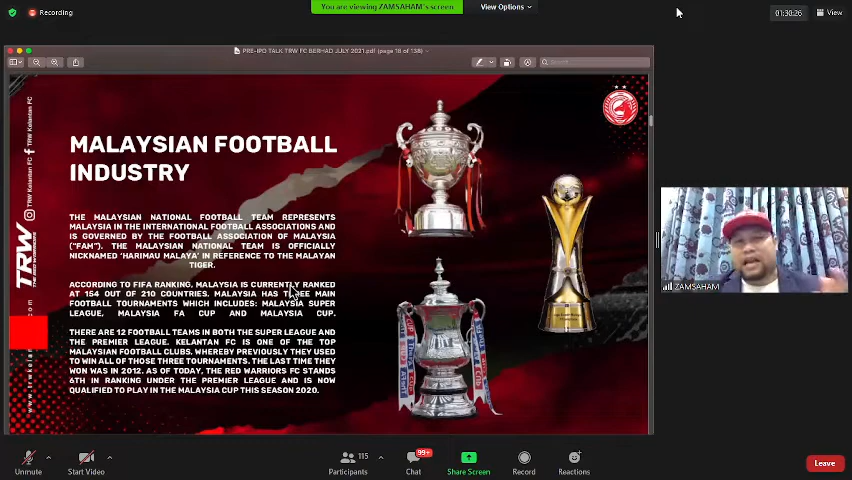 Recording
You are viewing ZAMSAHAM's screen
View Options
01:30:26
View
PRE-IPO TALK TRW FC BERHAD JULY 2021.pdf (page 18 of 138)
Search
MALAYSIAN FOOTBALL
INDUSTRY
THE MALAYSIAN NATIONAL FOOTBALL TEAM REPRESENTS
MALAYSIA IN THE INTERNATIONAL FOOTBALL ASSOCIATIONS AND
IS GOVERNED BY THE FOOTBALL ASSOCIATION OF MALAYSIA
("FAM"). THE MALAYSIAN NATIONAL TEAM IS OFFICIALLY
NICKNAMED 'HARIMAU MALAYA' IN REFERENCE TO THE MALAYAN
TIGER.
ACCORDING TO FIFA RANKING, MALAYSIA IS CURRENTLY RANKED
AT 154 OUT OF 210 COUNTRIES. MALAYSIA HAS THREE MAIN
FOOTBALL TOURNAMENTS WHICH INCLUDES; MALAYSIA SUPER
LEAGUE, MALAYSIA FA CUP AND MALAYSIA CUP.
THERE ARE 12 FOOTBALL TEAMS IN BOTH THE SUPER LEAGUE AND
THE PREMIER LEAGUE. KELANTAN FC IS ONE OF THE TOP
MALAYSIAN FOOTBALL CLUBS. WHEREBY PREVIOUSLY THEY USED
TO WIN ALL OF THOSE THREE TOURNAMENTS. THE LAST TIME THEY
WON WAS IN 2012. AS OF TODAY, THE RED WARRIORS FC STANDS
6TH IN RANKING UNDER THE PREMIER LEAGUE AND IS NOW
QUALIFIED TO PLAY IN THE MALAYSIA CUP THIS SEASON 2020.
TRW Kelantan FC
TRW Kelantan FC
TRW
THE RED WARRIORS
ZAMSAHAM
Unmute
Start Video
115
Participants
99+
Chat
Share Screen
Record
Reactions
Leave